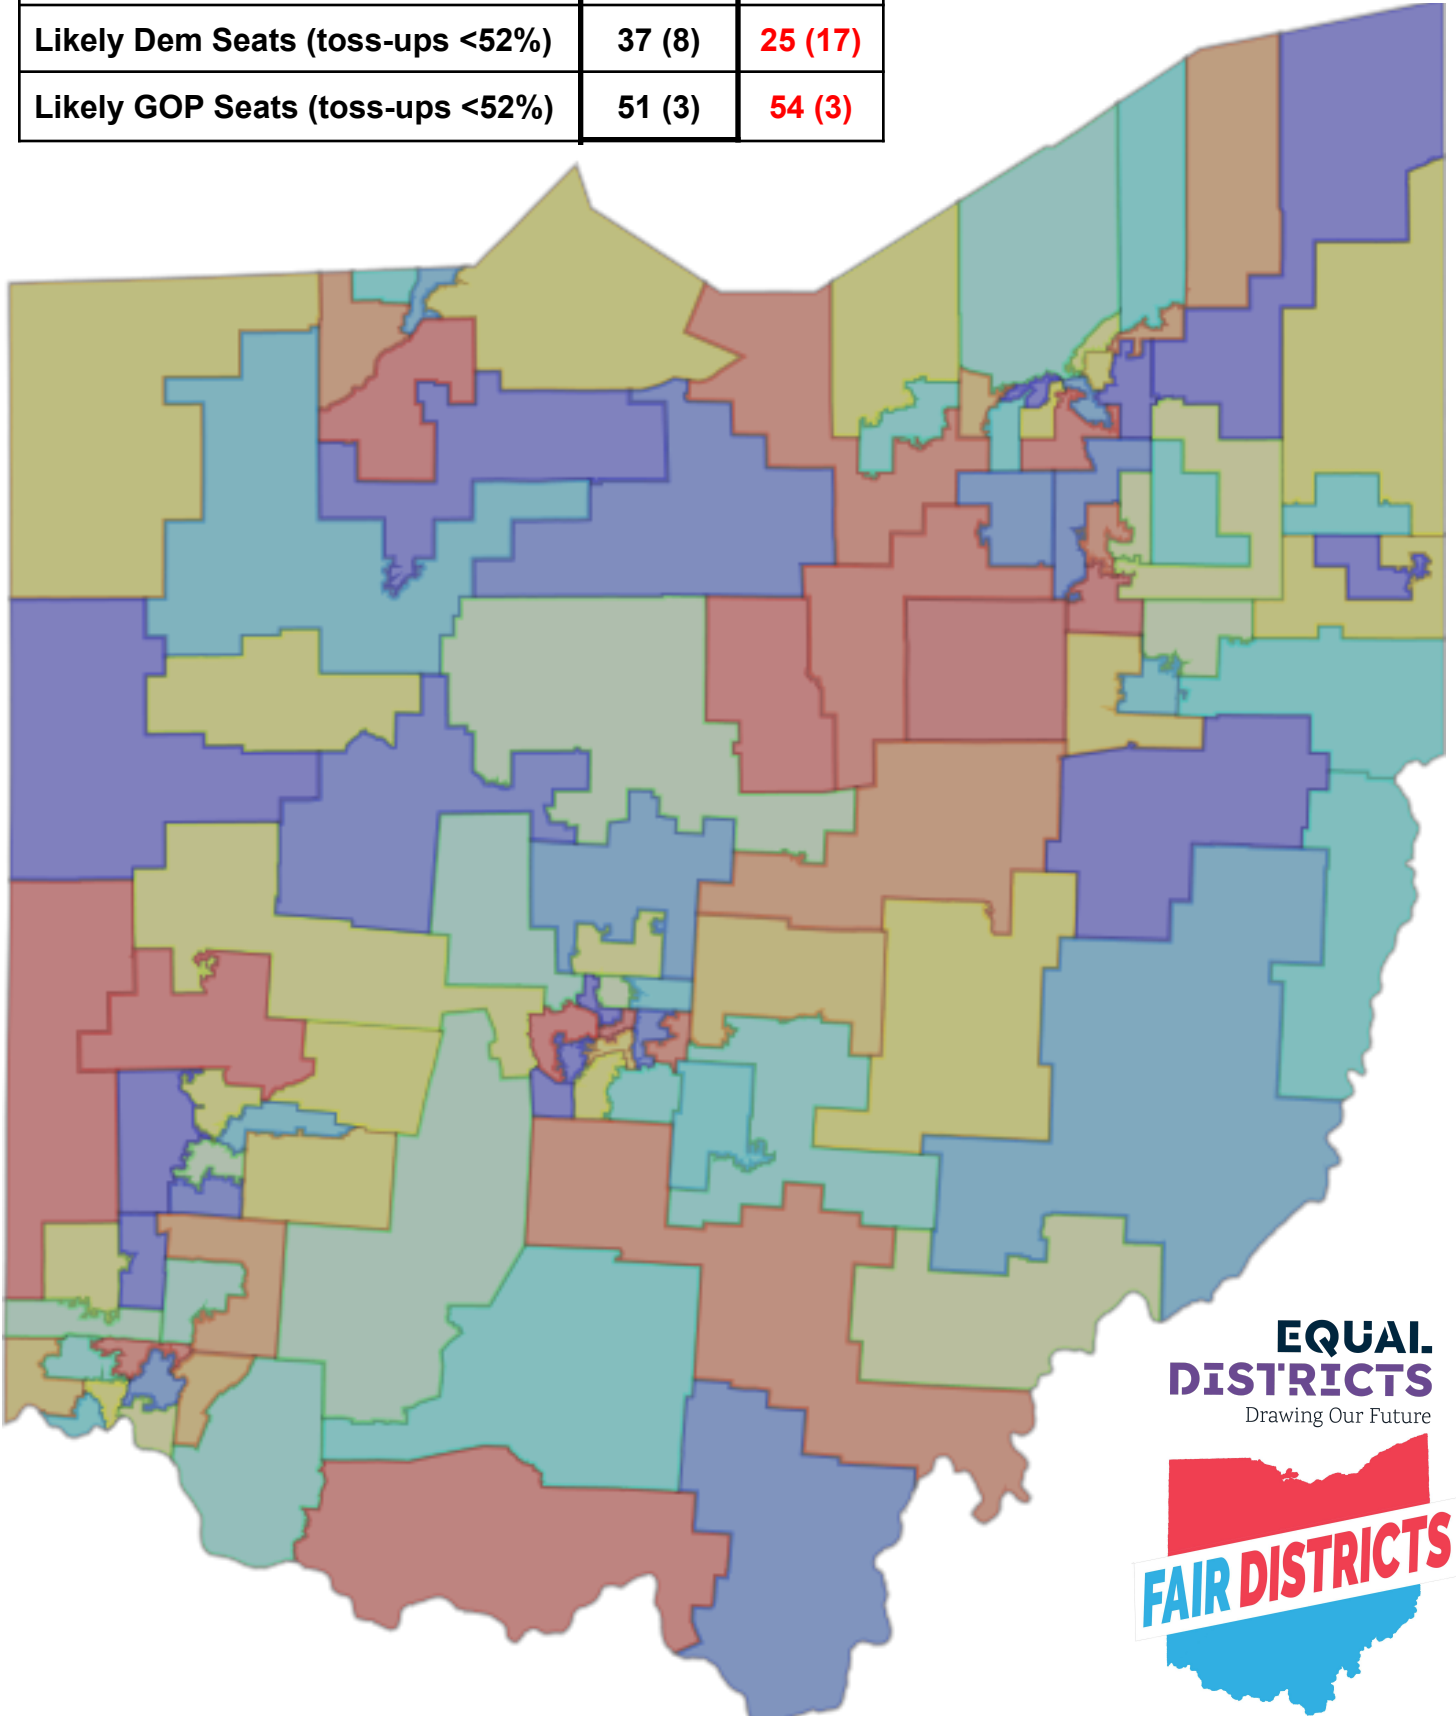 Likely Dem Seats (toss-ups <52%) 37 (8) 25 (17)
Likely GOP Seats (toss-ups <52%) 51 (3) 54 (3)
EQUAL
DISTRICTS
Drawing Our Future
FAIR DISTRICTS